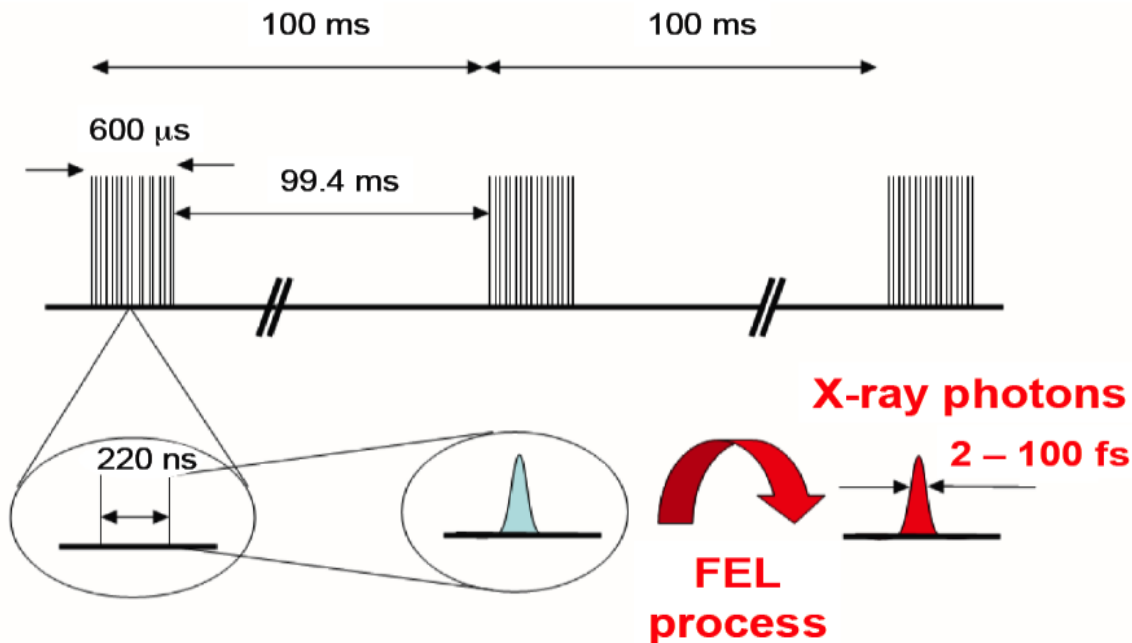 100 ms
100 ms
600 μs
99.4 ms
220 ns
X-ray photons
2 – 100 fs
FEL
process